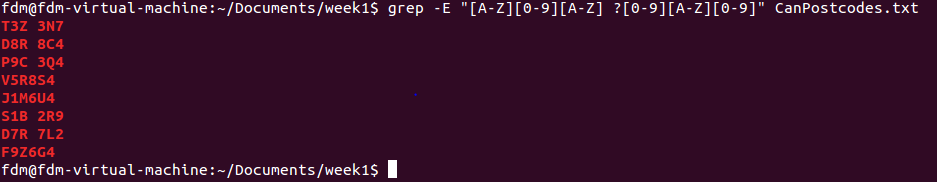 fdm@fdm-virtual-machine:~/Documents/week1$ grep -E "[A-Z][0-9][A-Z] ?[0-9][A-Z][0-9]" CanPostcodes.txt
T3Z 3N7
D8R 8C4
P9C 3Q4
V5R8S4
J1M6U4
S1B 2R9
D7R 7L2
F9Z6G4
fdm@fdm-virtual-machine:~/Documents/week1$